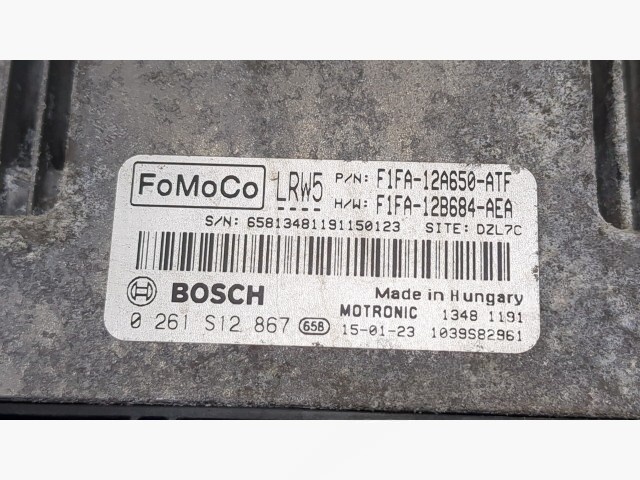 FoMoCo LRW5 P/N: F1FA-12A650-ATF
H/W: F1FA-12B684-AEA
S/N: 65813481191150123 SITE: DZL7C
BOSCH Made in Hungary
MOTRONIC 1348 1191
0 261 S12 867 658 15-01-23 1039S82961